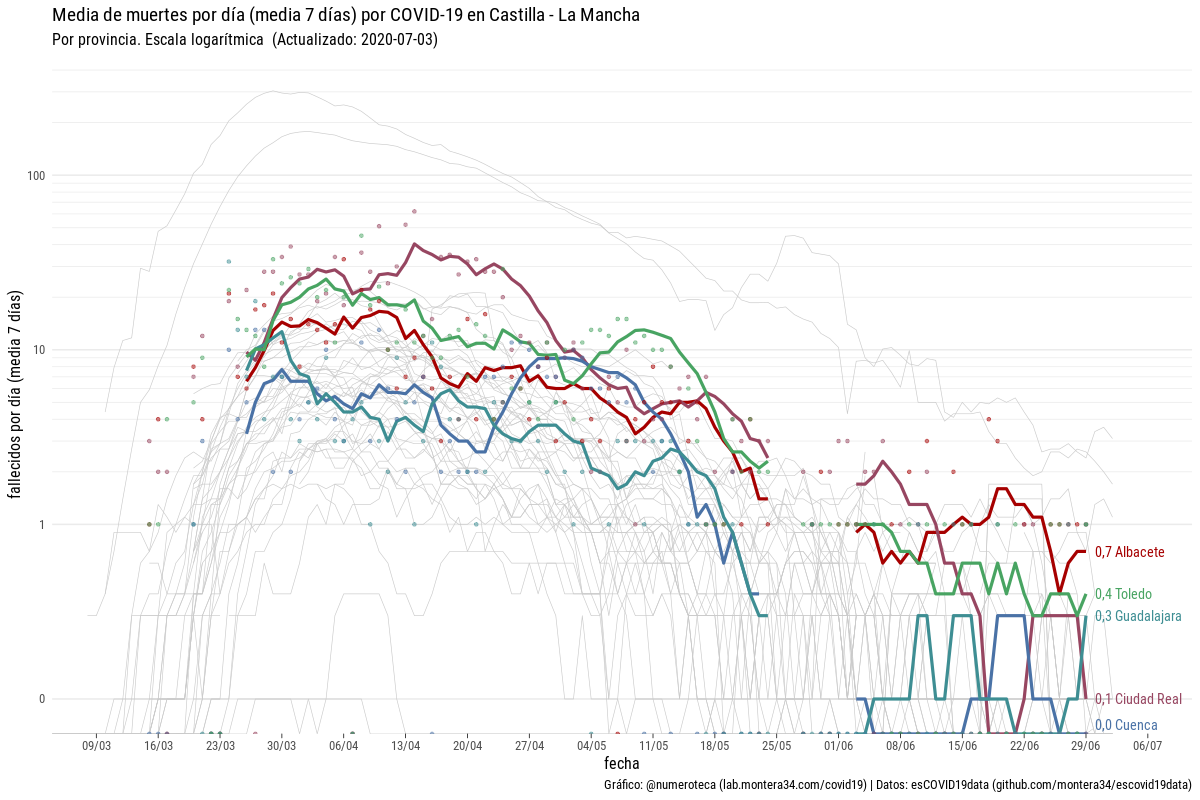 Media de muertes por día (media 7 días) por COVID-19 en Castilla - La Mancha
Por provincia. Escala logarítmica (Actualizado: 2020-07-03)
fallecidos por día (media 7 días)
100
10
1
0
0,7 Albacete
0,4 Toledo
0,3 Guadalajara
0,1 Ciudad Real
0,0 Cuenca
09/03 16/03 23/03 30/03 06/04 13/04 20/04 27/04 04/05 11/05 18/05 25/05 01/06 08/06 15/06 22/06 29/06 06/07
fecha
Gráfico: @numeroteca (lab.montera34.com/covid19) | Datos: esCOVID19data (github.com/montera34/escovid19data)